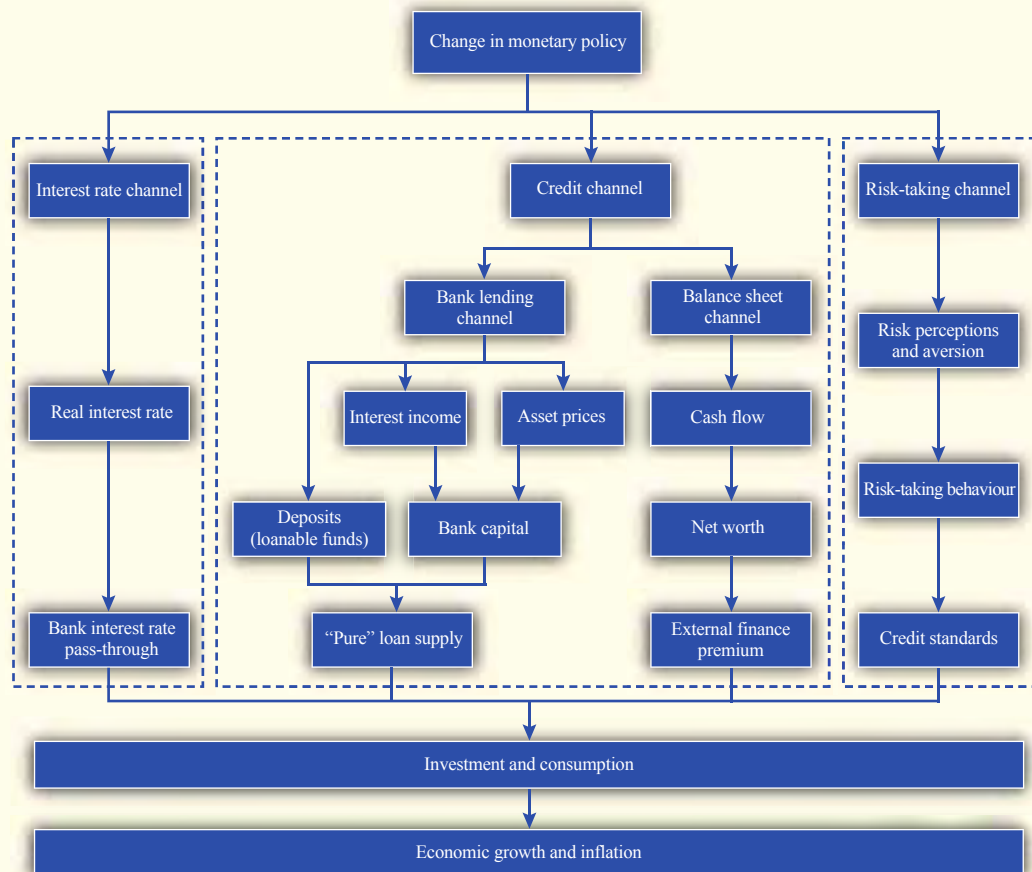 Change in monetary policy
Interest rate channel
Credit channel
Risk-taking channel
Bank lending
channel
Balance sheet
channel
Risk perceptions
and aversion
Real interest rate
Interest income
Asset prices
Cash flow
Risk-taking behaviour
Deposits
(loanable funds)
Bank capital
Net worth
Bank interest rate
pass-through
“Pure” loan supply
External finance
premium
Credit standards
Investment and consumption
Economic growth and inflation